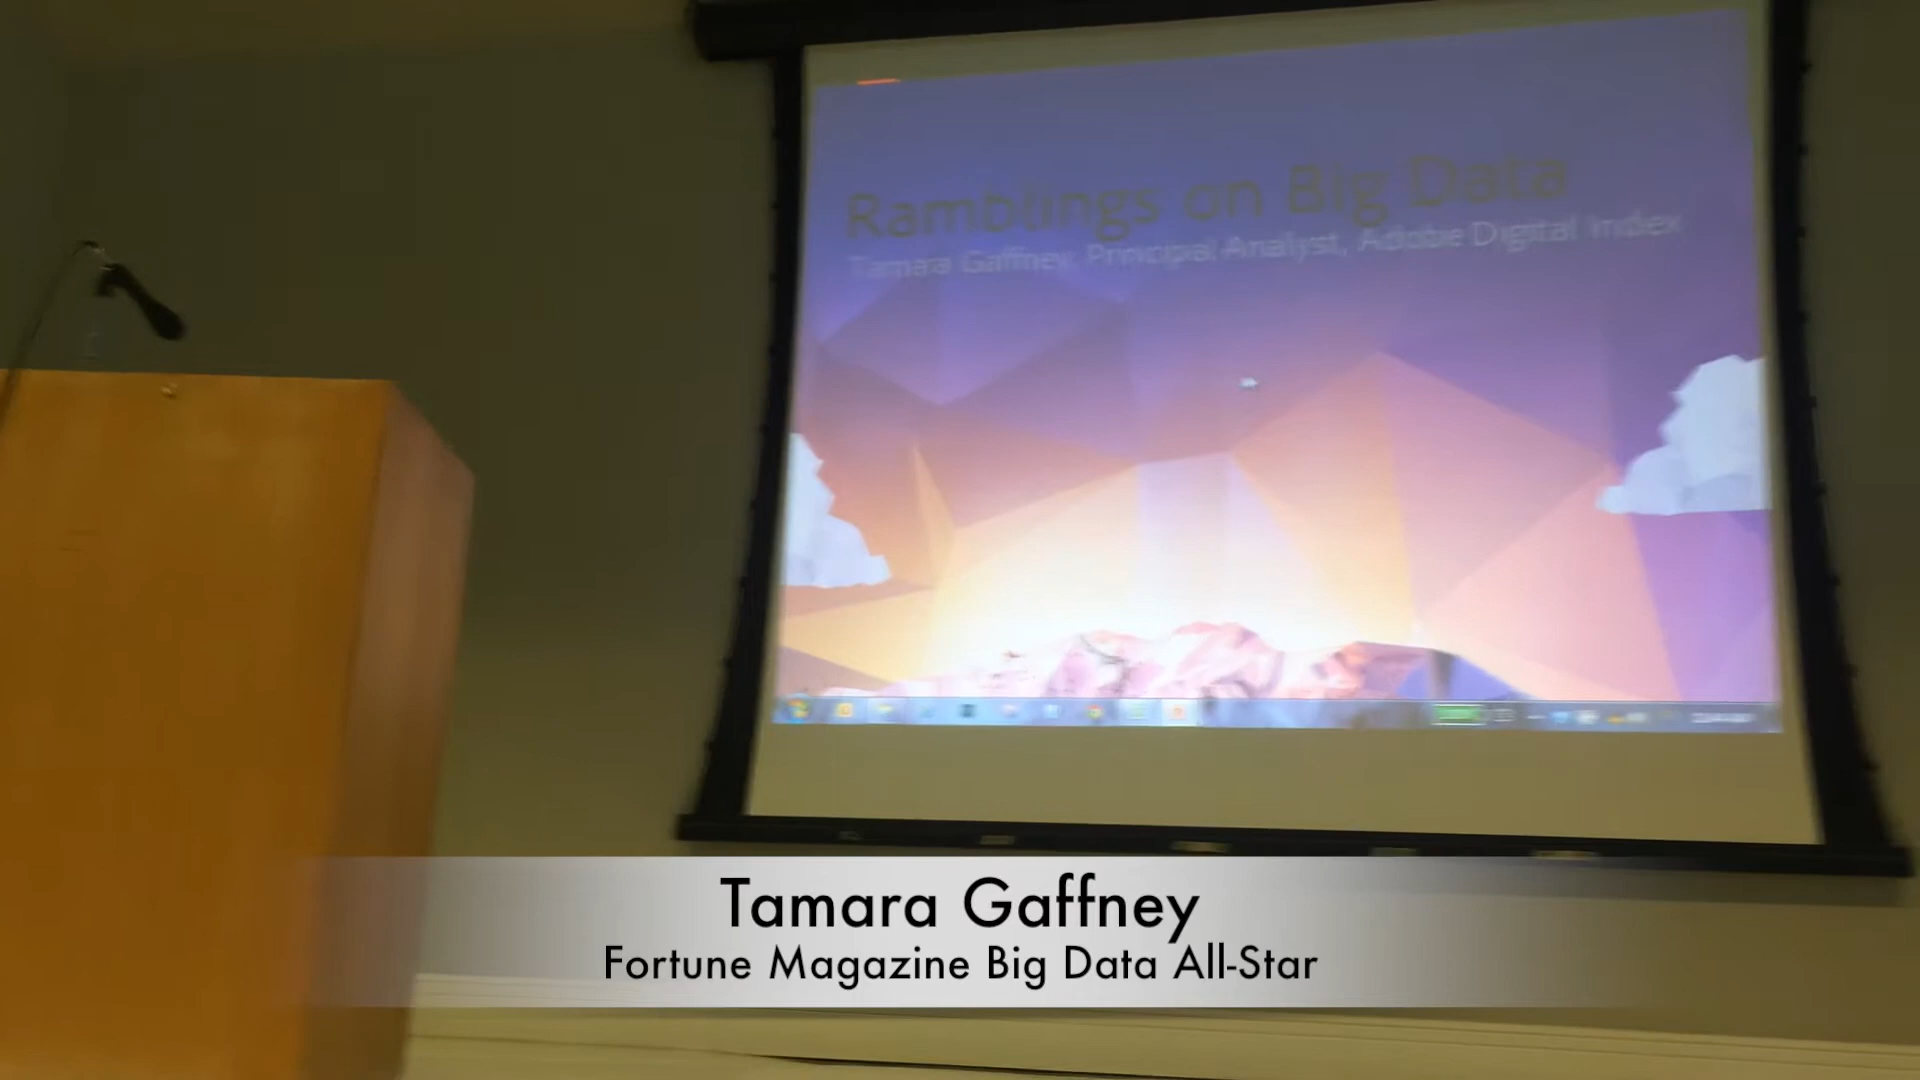 Ramblings on Big Data
Tamara Gaffney, Principal Analyst, Adobe Digital Index
Tamara Gaffney
Fortune Magazine Big Data All-Star